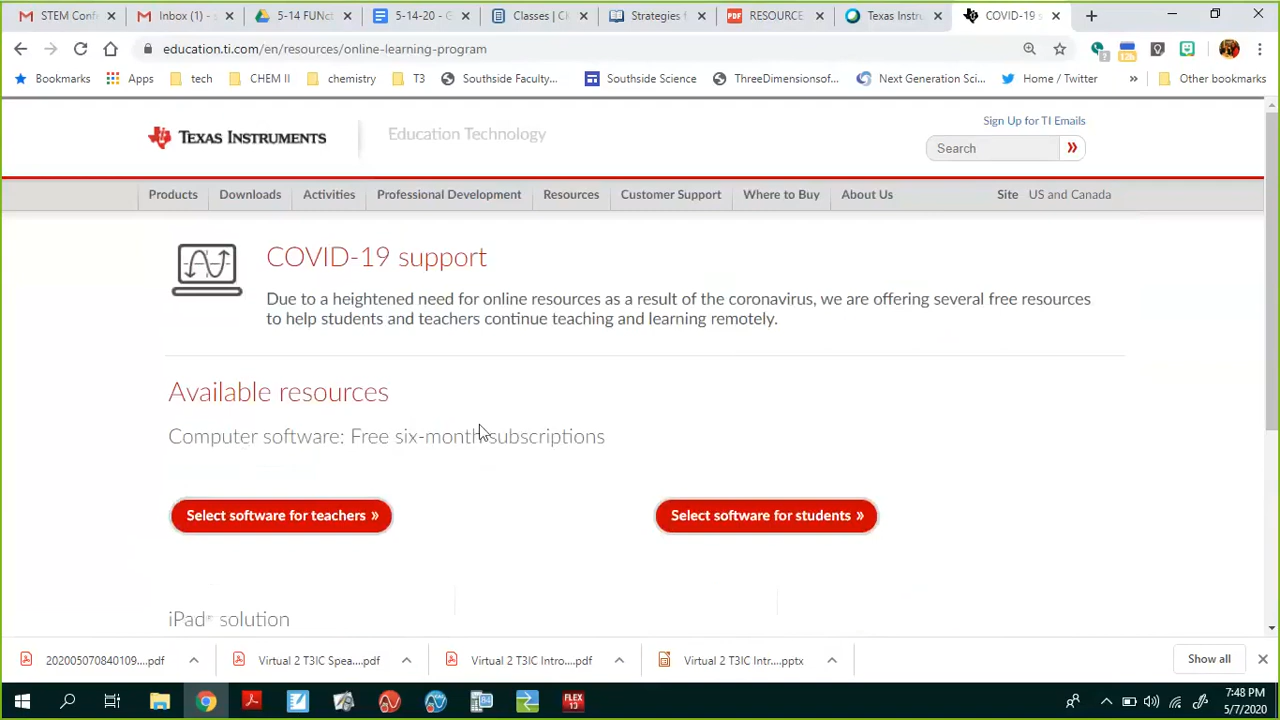 STEM Conf
Inbox (1) -
5-14 FUNct
5-14-20 - G
Classes | Cl
Strategies f
PDF
RESOURCE
Texas Instru
COVID-19 s
education.ti.com/en/resources/online-learning-program
Bookmarks
Apps
tech
CHEM II
chemistry
T3
Southside Faculty...
Southside Science
ThreeDimensionsof...
Next Generation Sci...
Home / Twitter
»
Other bookmarks
TEXAS INSTRUMENTS
Education Technology
Sign Up for TI Emails
Search
»
Products Downloads Activities Professional Development Resources Customer Support Where to Buy About Us Site US and Canada
COVID-19 support
Due to a heightened need for online resources as a result of the coronavirus, we are offering several free resources
to help students and teachers continue teaching and learning remotely.
Available resources
Computer software: Free six-month subscriptions
Select software for teachers »
Select software for students »
iPad® solution
202005070840109....pdf
Virtual 2 T3IC Spea....pdf
Virtual 2 T3IC Intro....pdf
Virtual 2 T3IC Intr....pptx
Show all
FLEX
13
7:48 PM
5/7/2020